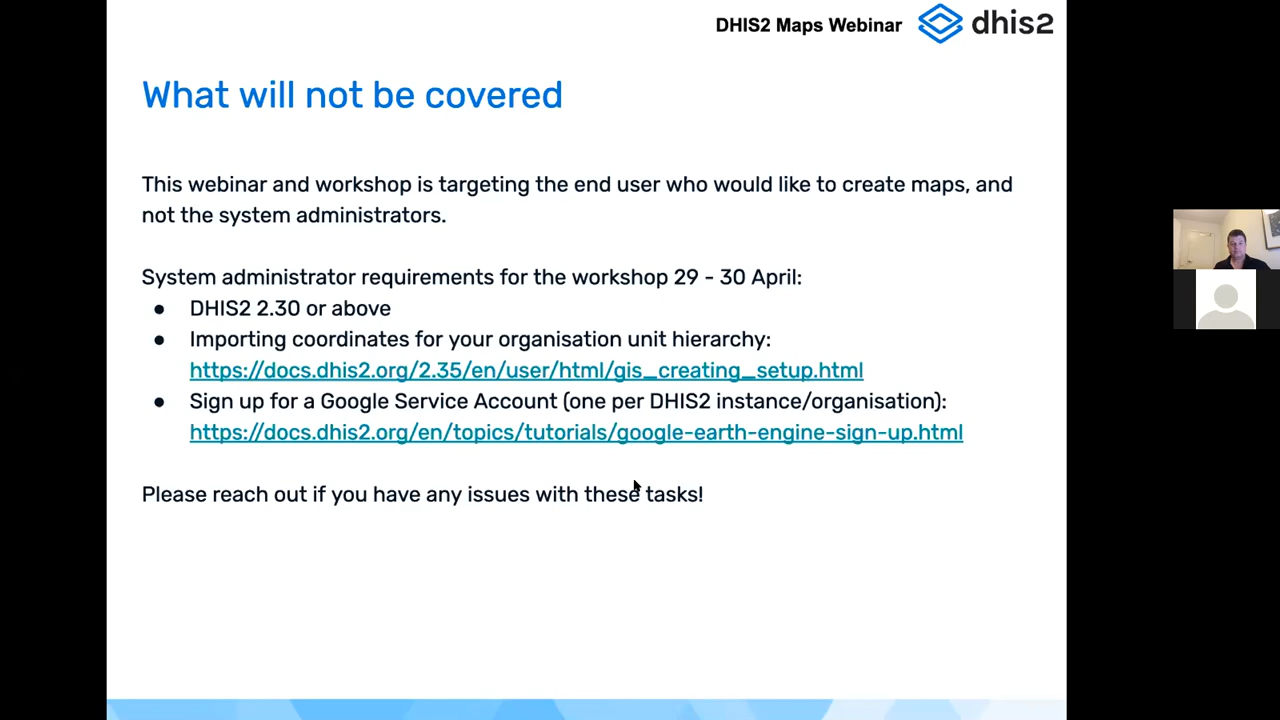 DHIS2 Maps Webinar
dhis2
What will not be covered
This webinar and workshop is targeting the end user who would like to create maps, and
not the system administrators.
System administrator requirements for the workshop 29 - 30 April:
● DHIS2 2.30 or above
● Importing coordinates for your organisation unit hierarchy:
https://docs.dhis2.org/2.35/en/user/html/gis_creating_setup.html
● Sign up for a Google Service Account (one per DHIS2 instance/organisation):
https://docs.dhis2.org/en/topics/tutorials/google-earth-engine-sign-up.html
Please reach out if you have any issues with these tasks!